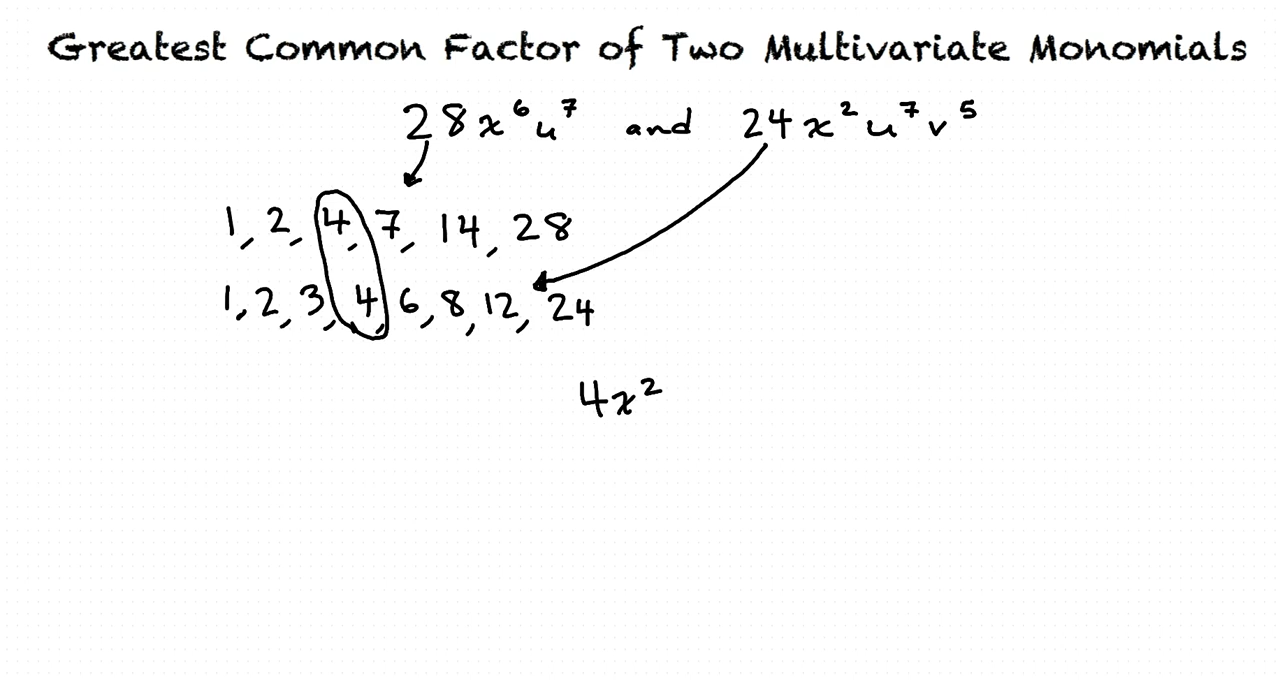 Greatest Common Factor of Two Multivariate Monomials
28x⁶u⁷ and 24x²u⁷v⁵
1, 2, 4, 7, 14, 28
1, 2, 3, 4, 6, 8, 12, 24
4x²